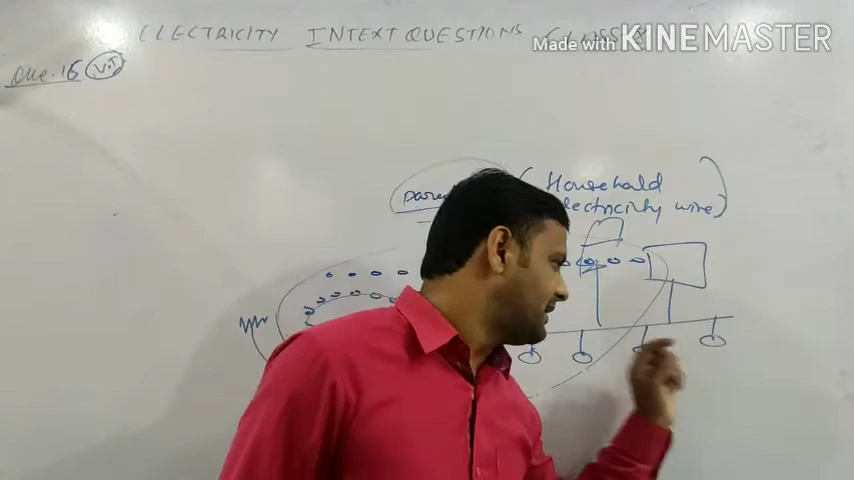 ELECTRICITY INTEXT QUESTIONS
Made with KINEMASTER
Que. 16 V.I
(Household
electricity wire)